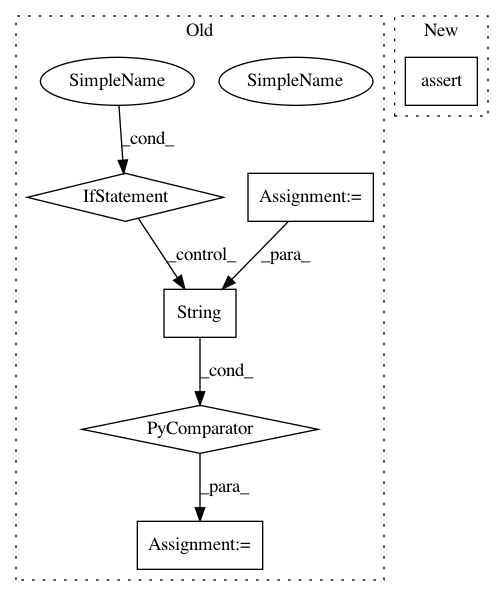 Old
New
SimpleName
SimpleName
assert
_cond_
IfStatement
Assignment:=
_control_
_para_
String
_cond_
PyComparator
_para_
Assignment:=